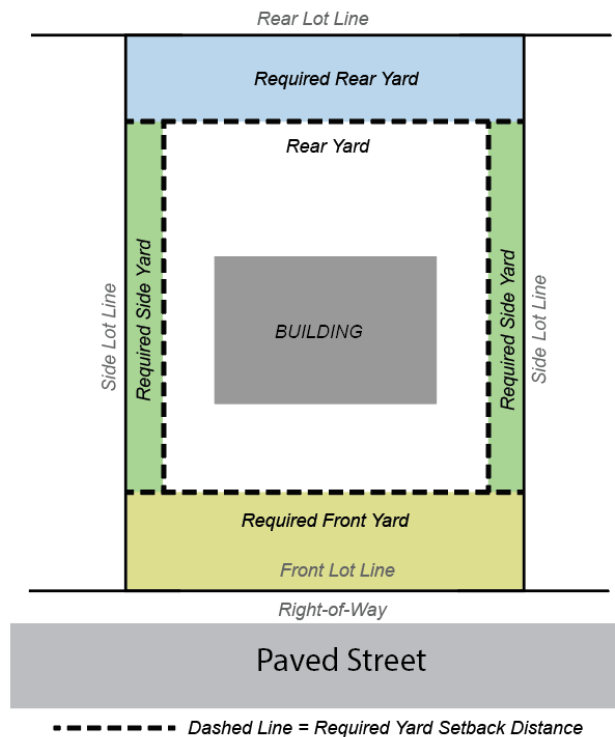 Rear Lot Line
Required Rear Yard
Rear Yard
Side Lot Line
Required Side Yard
BUILDING
Required Side Yard
Side Lot Line
Required Front Yard
Front Lot Line
Right-of-Way
Paved Street
Dashed Line = Required Yard Setback Distance